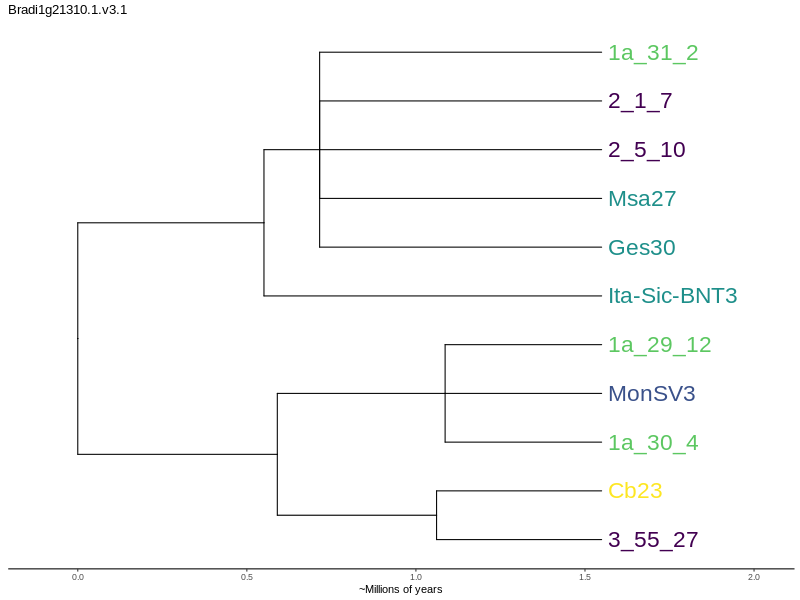 Bradi1g21310.1.v3.1
1a_31_2
2_1_7
2_5_10
Msa27
Ges30
Ita-Sic-BNT3
1a_29_12
MonSV3
1a_30_4
Cb23
3_55_27
0.0 0.5 1.0 1.5 2.0
~Millions of years